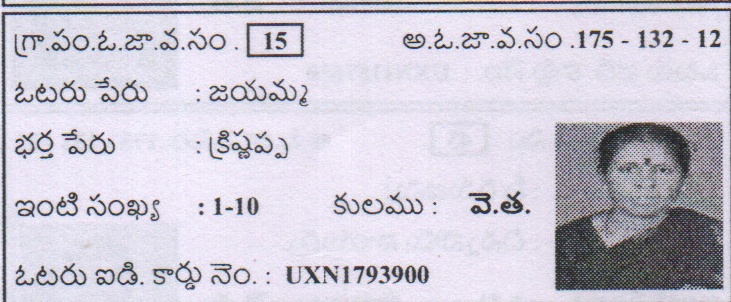 గ్రా.పం.ఓ.జా.వ.సం . 15 అ.ఓ.జా.వ.సం .175 - 132 - 12
ఓటరు పేరు : జయమ్మ
భర్త పేరు : క్రిష్ణప్ప
ఇంటి సంఖ్య : 1-10 కులము : వె.త.
ఓటరు ఐడి. కార్డు నెం. : UXN1793900